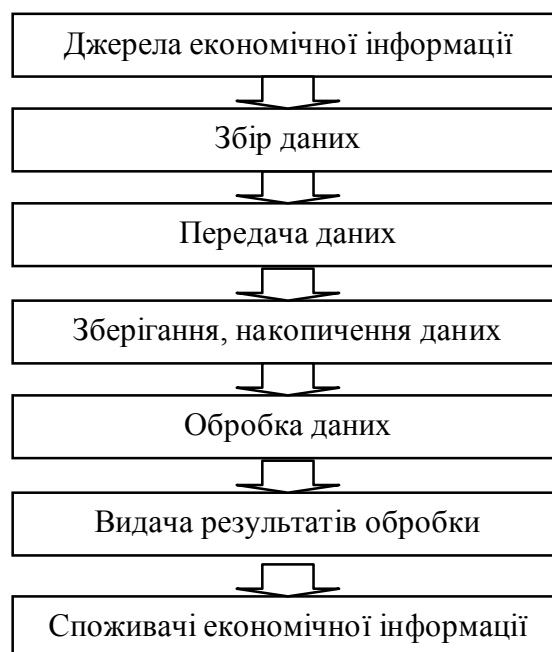 Джерела економічної інформації
Збір даних
Передача даних
Зберігання, накопичення даних
Обробка даних
Видача результатів обробки
Споживачі економічної інформації